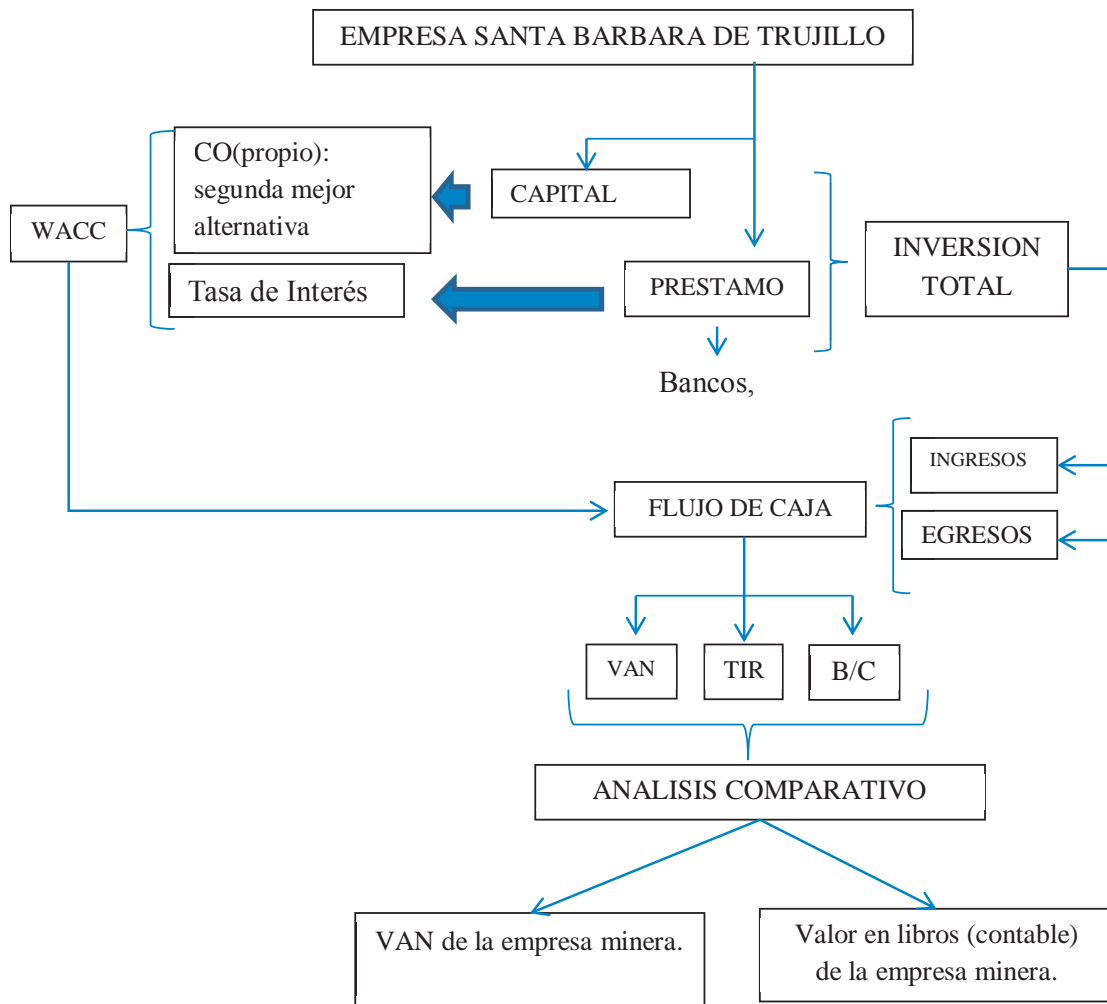 EMPRESA SANTA BARBARA DE TRUJILLO
CO(propio):
segunda mejor
alternativa
CAPITAL
WACC
INVERSION
TOTAL
Tasa de Interés
PRESTAMO
Bancos,
INGRESOS
FLUJO DE CAJA
EGRESOS
VAN
TIR
B/C
ANALISIS COMPARATIVO
VAN de la empresa minera.
Valor en libros (contable)
de la empresa minera.